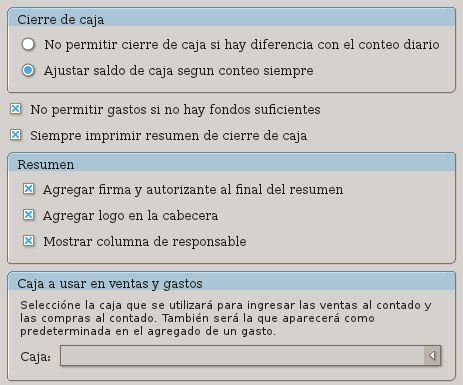 Cierre de caja
No permitir cierre de caja si hay diferencia con el conteo diario
Ajustar saldo de caja segun conteo siempre
No permitir gastos si no hay fondos suficientes
Siempre imprimir resumen de cierre de caja
Resumen
Agregar firma y autorizante al final del resumen
Agregar logo en la cabecera
Mostrar columna de responsable
Caja a usar en ventas y gastos
Selecci&oacute;ne la caja que se utilizará para ingresar las ventas al contado y
las compras al contado. También será la que aparecerá como
predeterminada en el agregado de un gasto.
Caja: